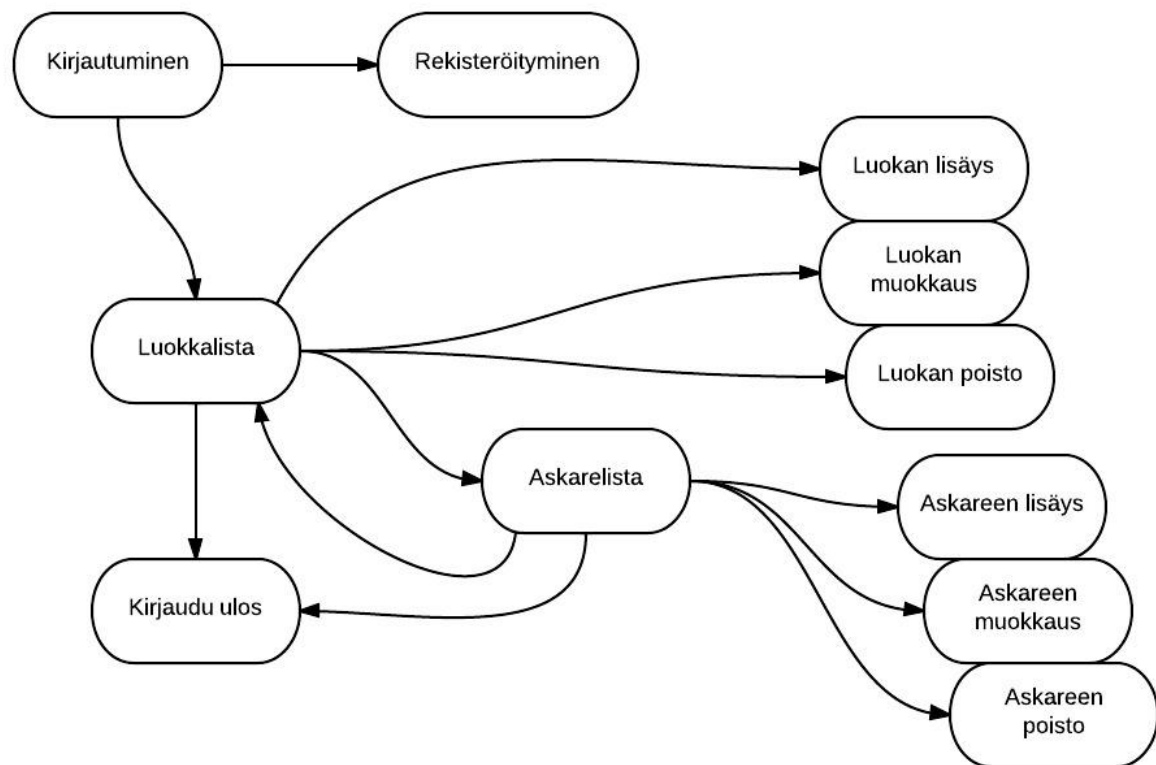 Kirjautuminen
Rekisteröityminen
Luokan lisäys
Luokan
muokkaus
Luokkalista
Luokan poisto
Askarelista
Askareen lisäys
Kirjaudu ulos
Askareen
muokkaus
Askareen
poisto